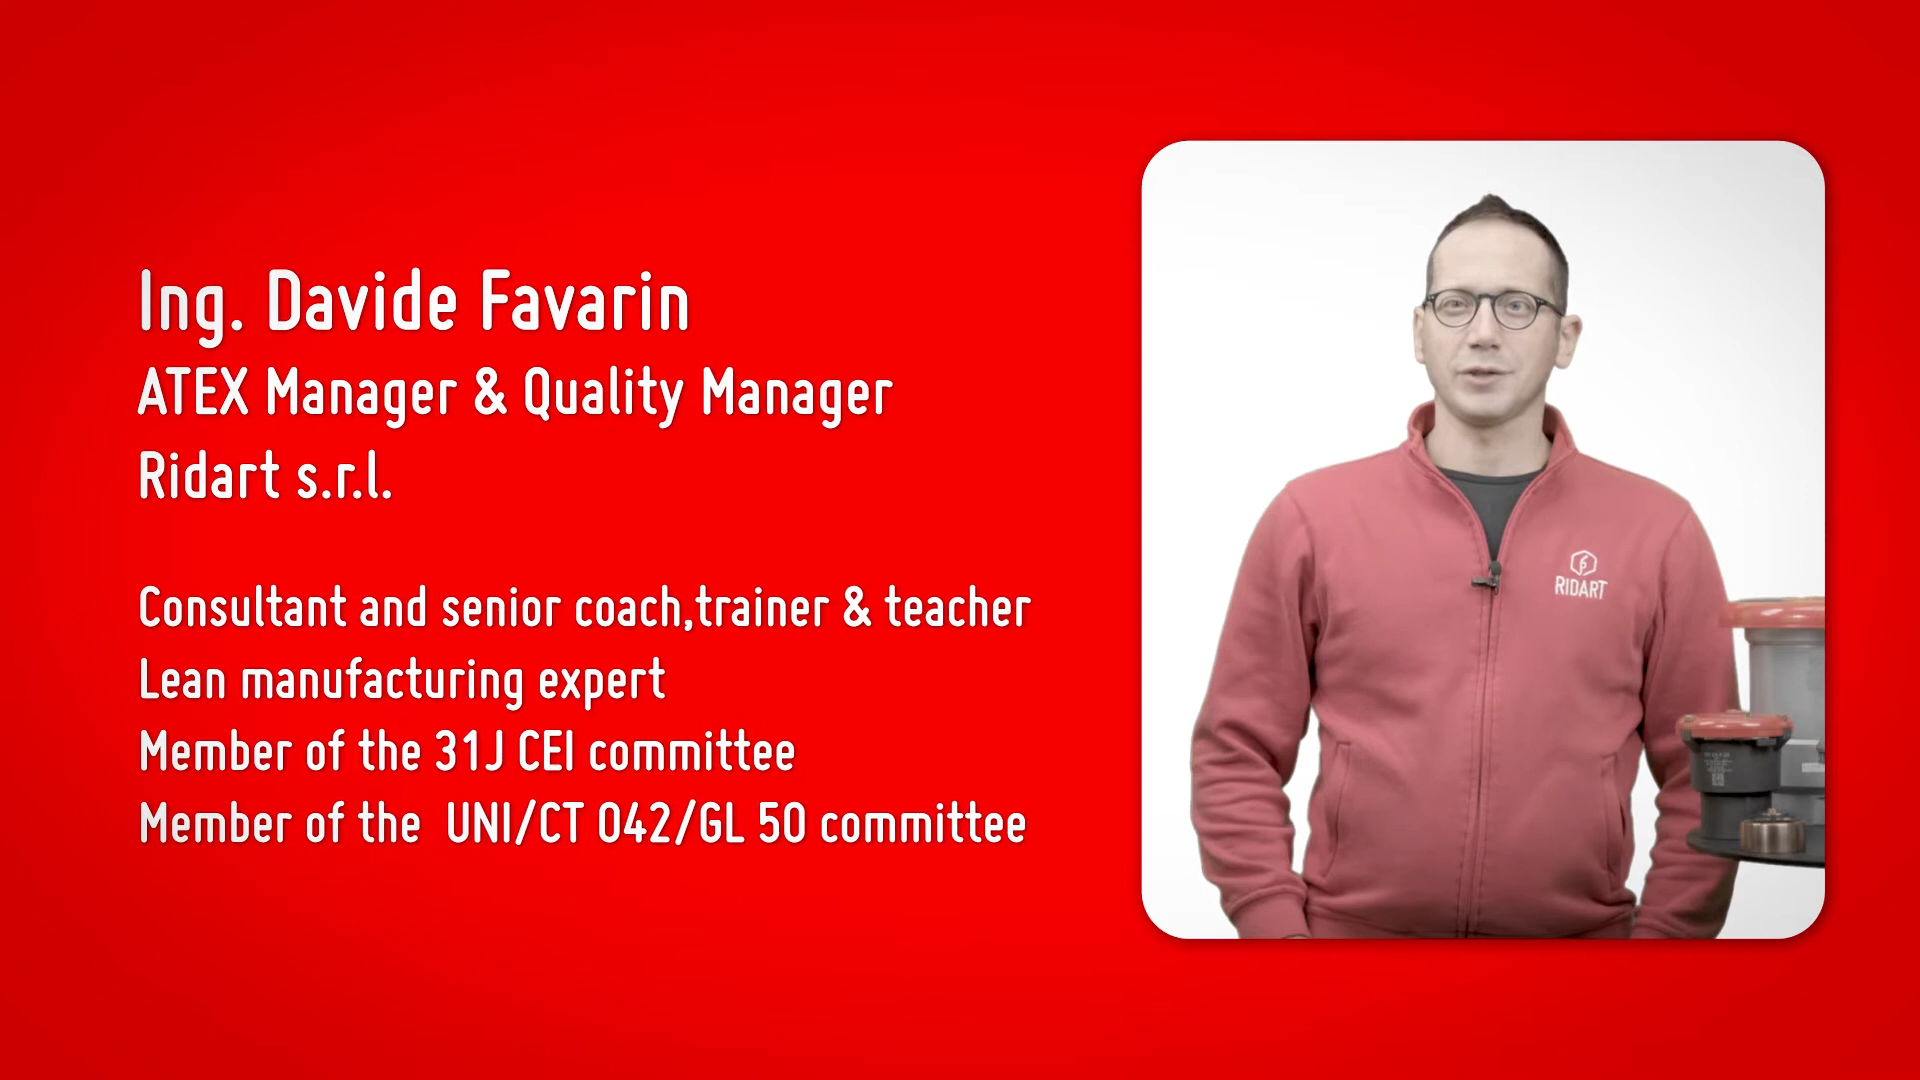 Ing. Davide Favarin
ATEX Manager & Quality Manager
Ridart s.r.l.
Consultant and senior coach,trainer & teacher
Lean manufacturing expert
Member of the 31J CEI committee
Member of the  UNI/CT 042/GL 50 committee
RIDART